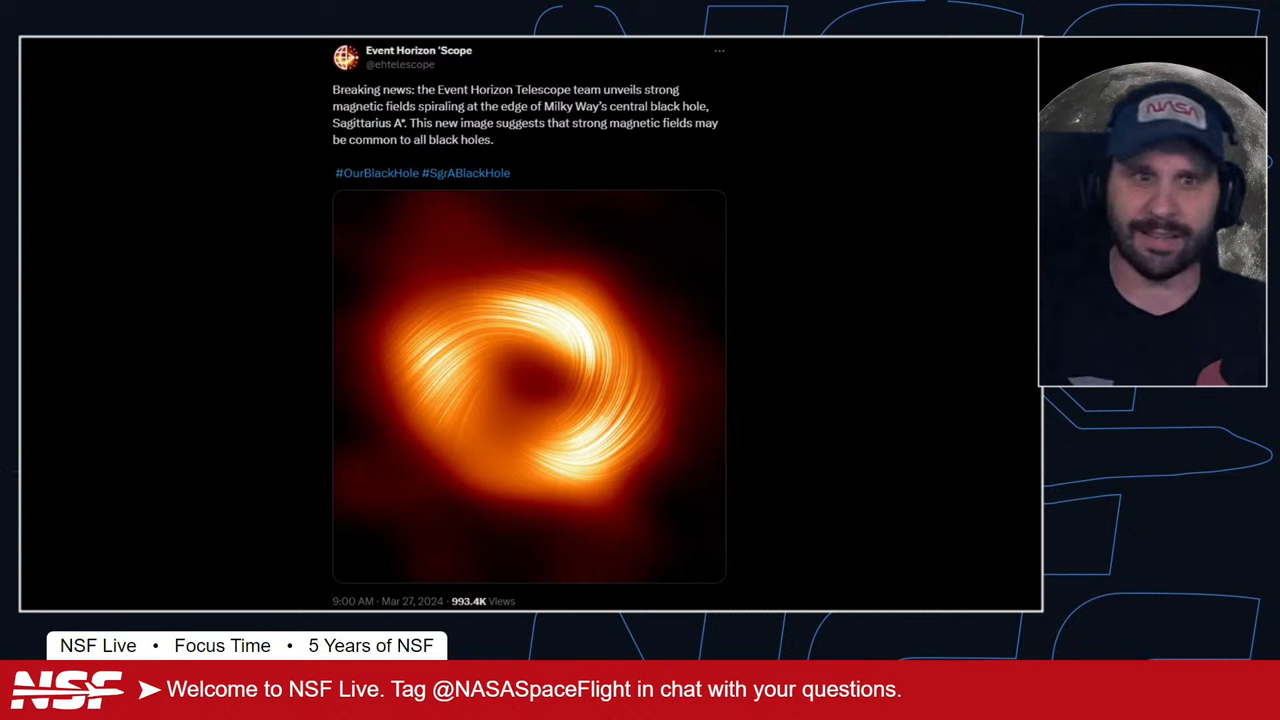 Event Horizon 'Scope
@ehtelescope
Breaking news: the Event Horizon Telescope team unveils strong
magnetic fields spiraling at the edge of Milky Way's central black hole,
Sagittarius A*. This new image suggests that strong magnetic fields may
be common to all black holes.
#OurBlackHole #SgrABlackHole
9:00 AM · Mar 27, 2024 · 993.4K Views
NASA
NSF Live • Focus Time • 5 Years of NSF
NSF
Welcome to NSF Live. Tag @NASASpaceFlight in chat with your questions.